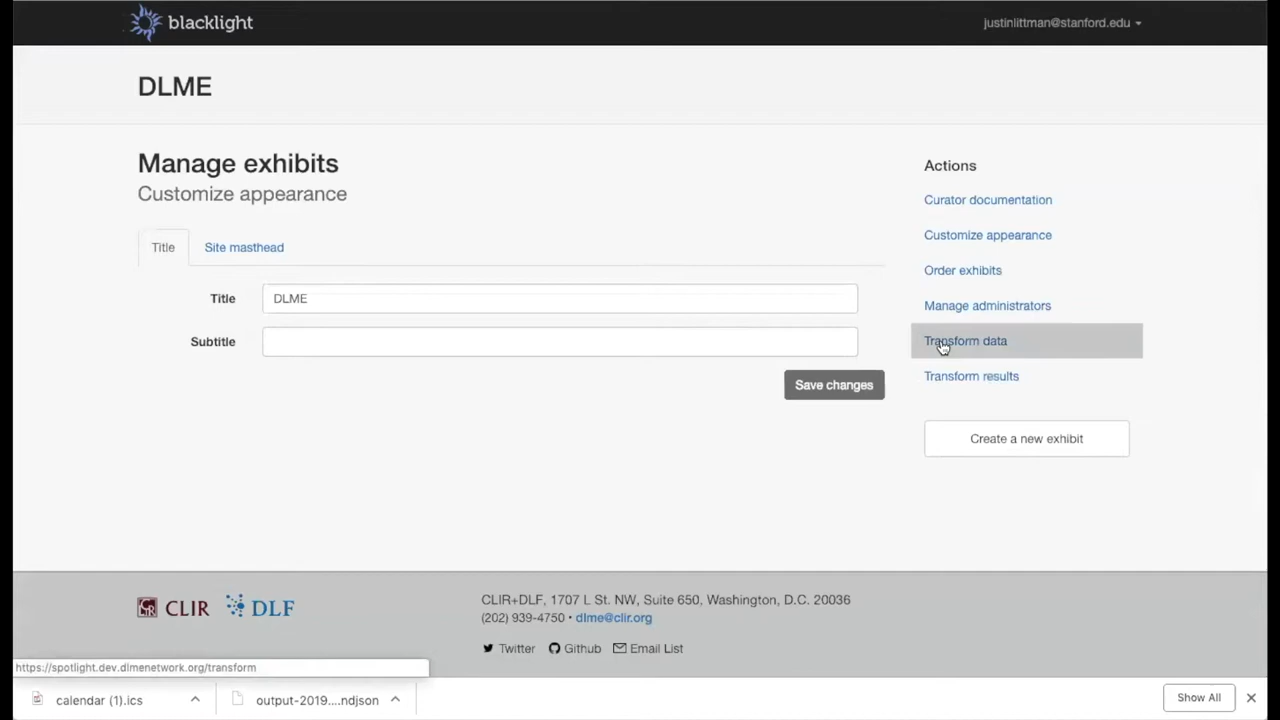 blacklight
justinlittman@stanford.edu
DLME
Manage exhibits
Customize appearance
Title
Site masthead
Title
DLME
Subtitle
Save changes
Actions
Curator documentation
Customize appearance
Order exhibits
Manage administrators
Transform data
Transform results
Create a new exhibit
CLIR
DLF
CLIR+DLF, 1707 L St. NW, Suite 650, Washington, D.C. 20036
(202) 939-4750 • dlme@clir.org
Twitter Github Email List
https://spotlight.dev.dlmenetwork.org/transform
calendar (1).ics
output-2019....ndjson
Show All